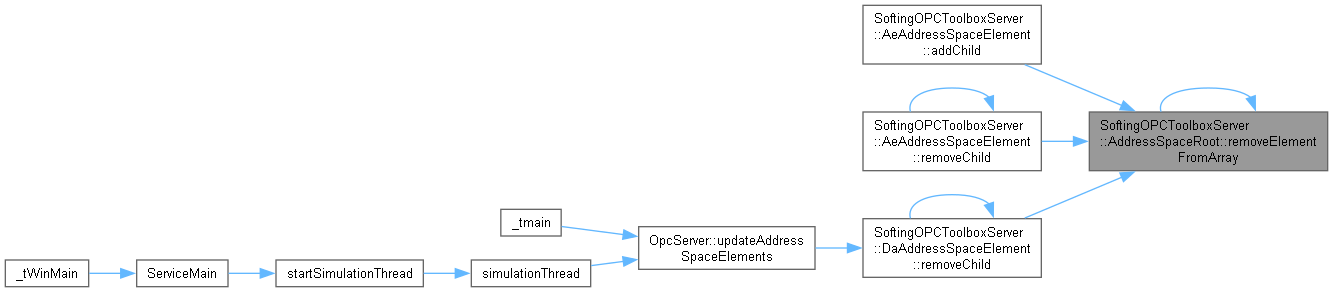 SoftingOPCToolboxServer
::AeAddressSpaceElement
::addChild
SoftingOPCToolboxServer
::AeAddressSpaceElement
::removeChild
SoftingOPCToolboxServer
::AddressSpaceRoot::removeElement
FromArray
_tmain
OpcServer::updateAddress
SpaceElements
SoftingOPCToolboxServer
::DaAddressSpaceElement
::removeChild
_tWinMain
ServiceMain
startSimulationThread
simulationThread